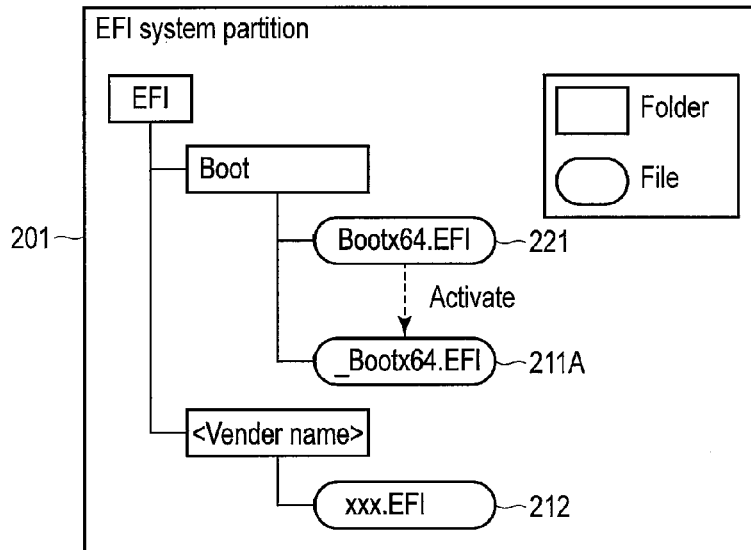 EFI system partition
EFI
Folder
File
Boot
201
Bootx64.EFI
221
Activate
_Bootx64.EFI
211A
<Vender name>
xxx.EFI
212